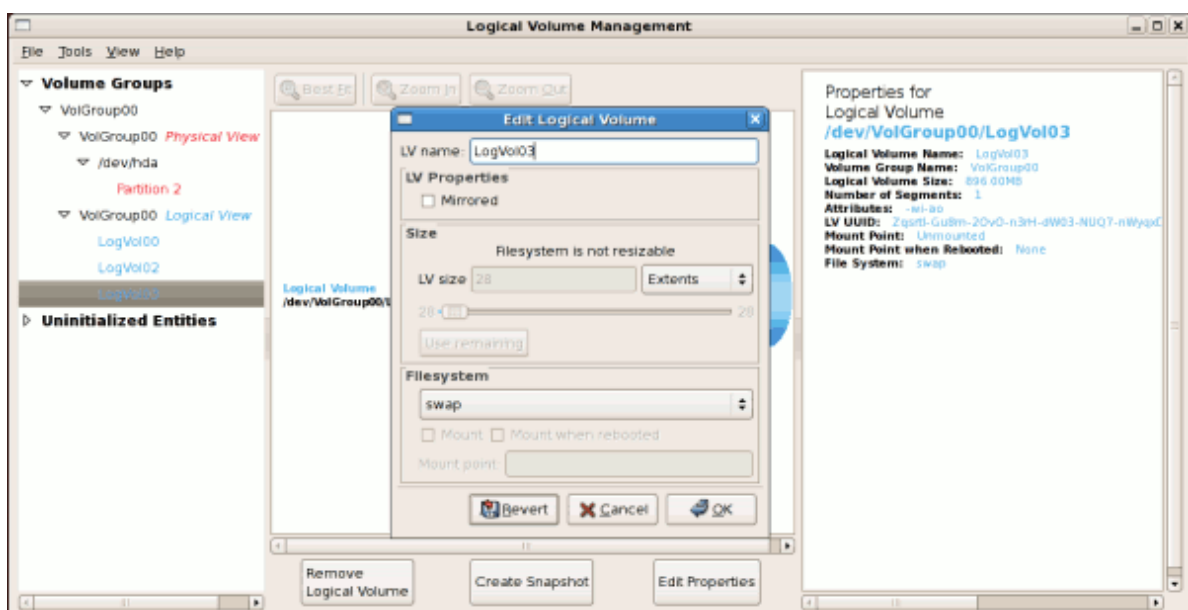 Logical Volume Management
File Tools View Help
Volume Groups
VolGroup00
VolGroup00 Physical View
/dev/hda
Partition 2
VolGroup00 Logical View
LogVol00
LogVol02
Uninitialized Entities
Best Fit Zoom In Zoom Out
Logical Volume
/dev/VolGroup00/L
Edit Logical Volume
LV name: LogVol03
LV Properties
Mirrored
Size
Filesystem is not resizable
LV size 28 Extents
28 28
Use remaining
Filesystem
swap
Mount Mount when rebooted
Mount point:
Revert Cancel OK
Remove
Logical Volume
Create Snapshot
Edit Properties
Properties for
Logical Volume
/dev/VolGroup00/LogVol03
Logical Volume Name: LogVol03
Volume Group Name: VolGroup00
Logical Volume Size: 896.00MB
Number of Segments: 1
Attributes: -wi-ao
LV UUID:
Mount Point: Unmounted
Mount Point when Rebooted: None
File System: swap